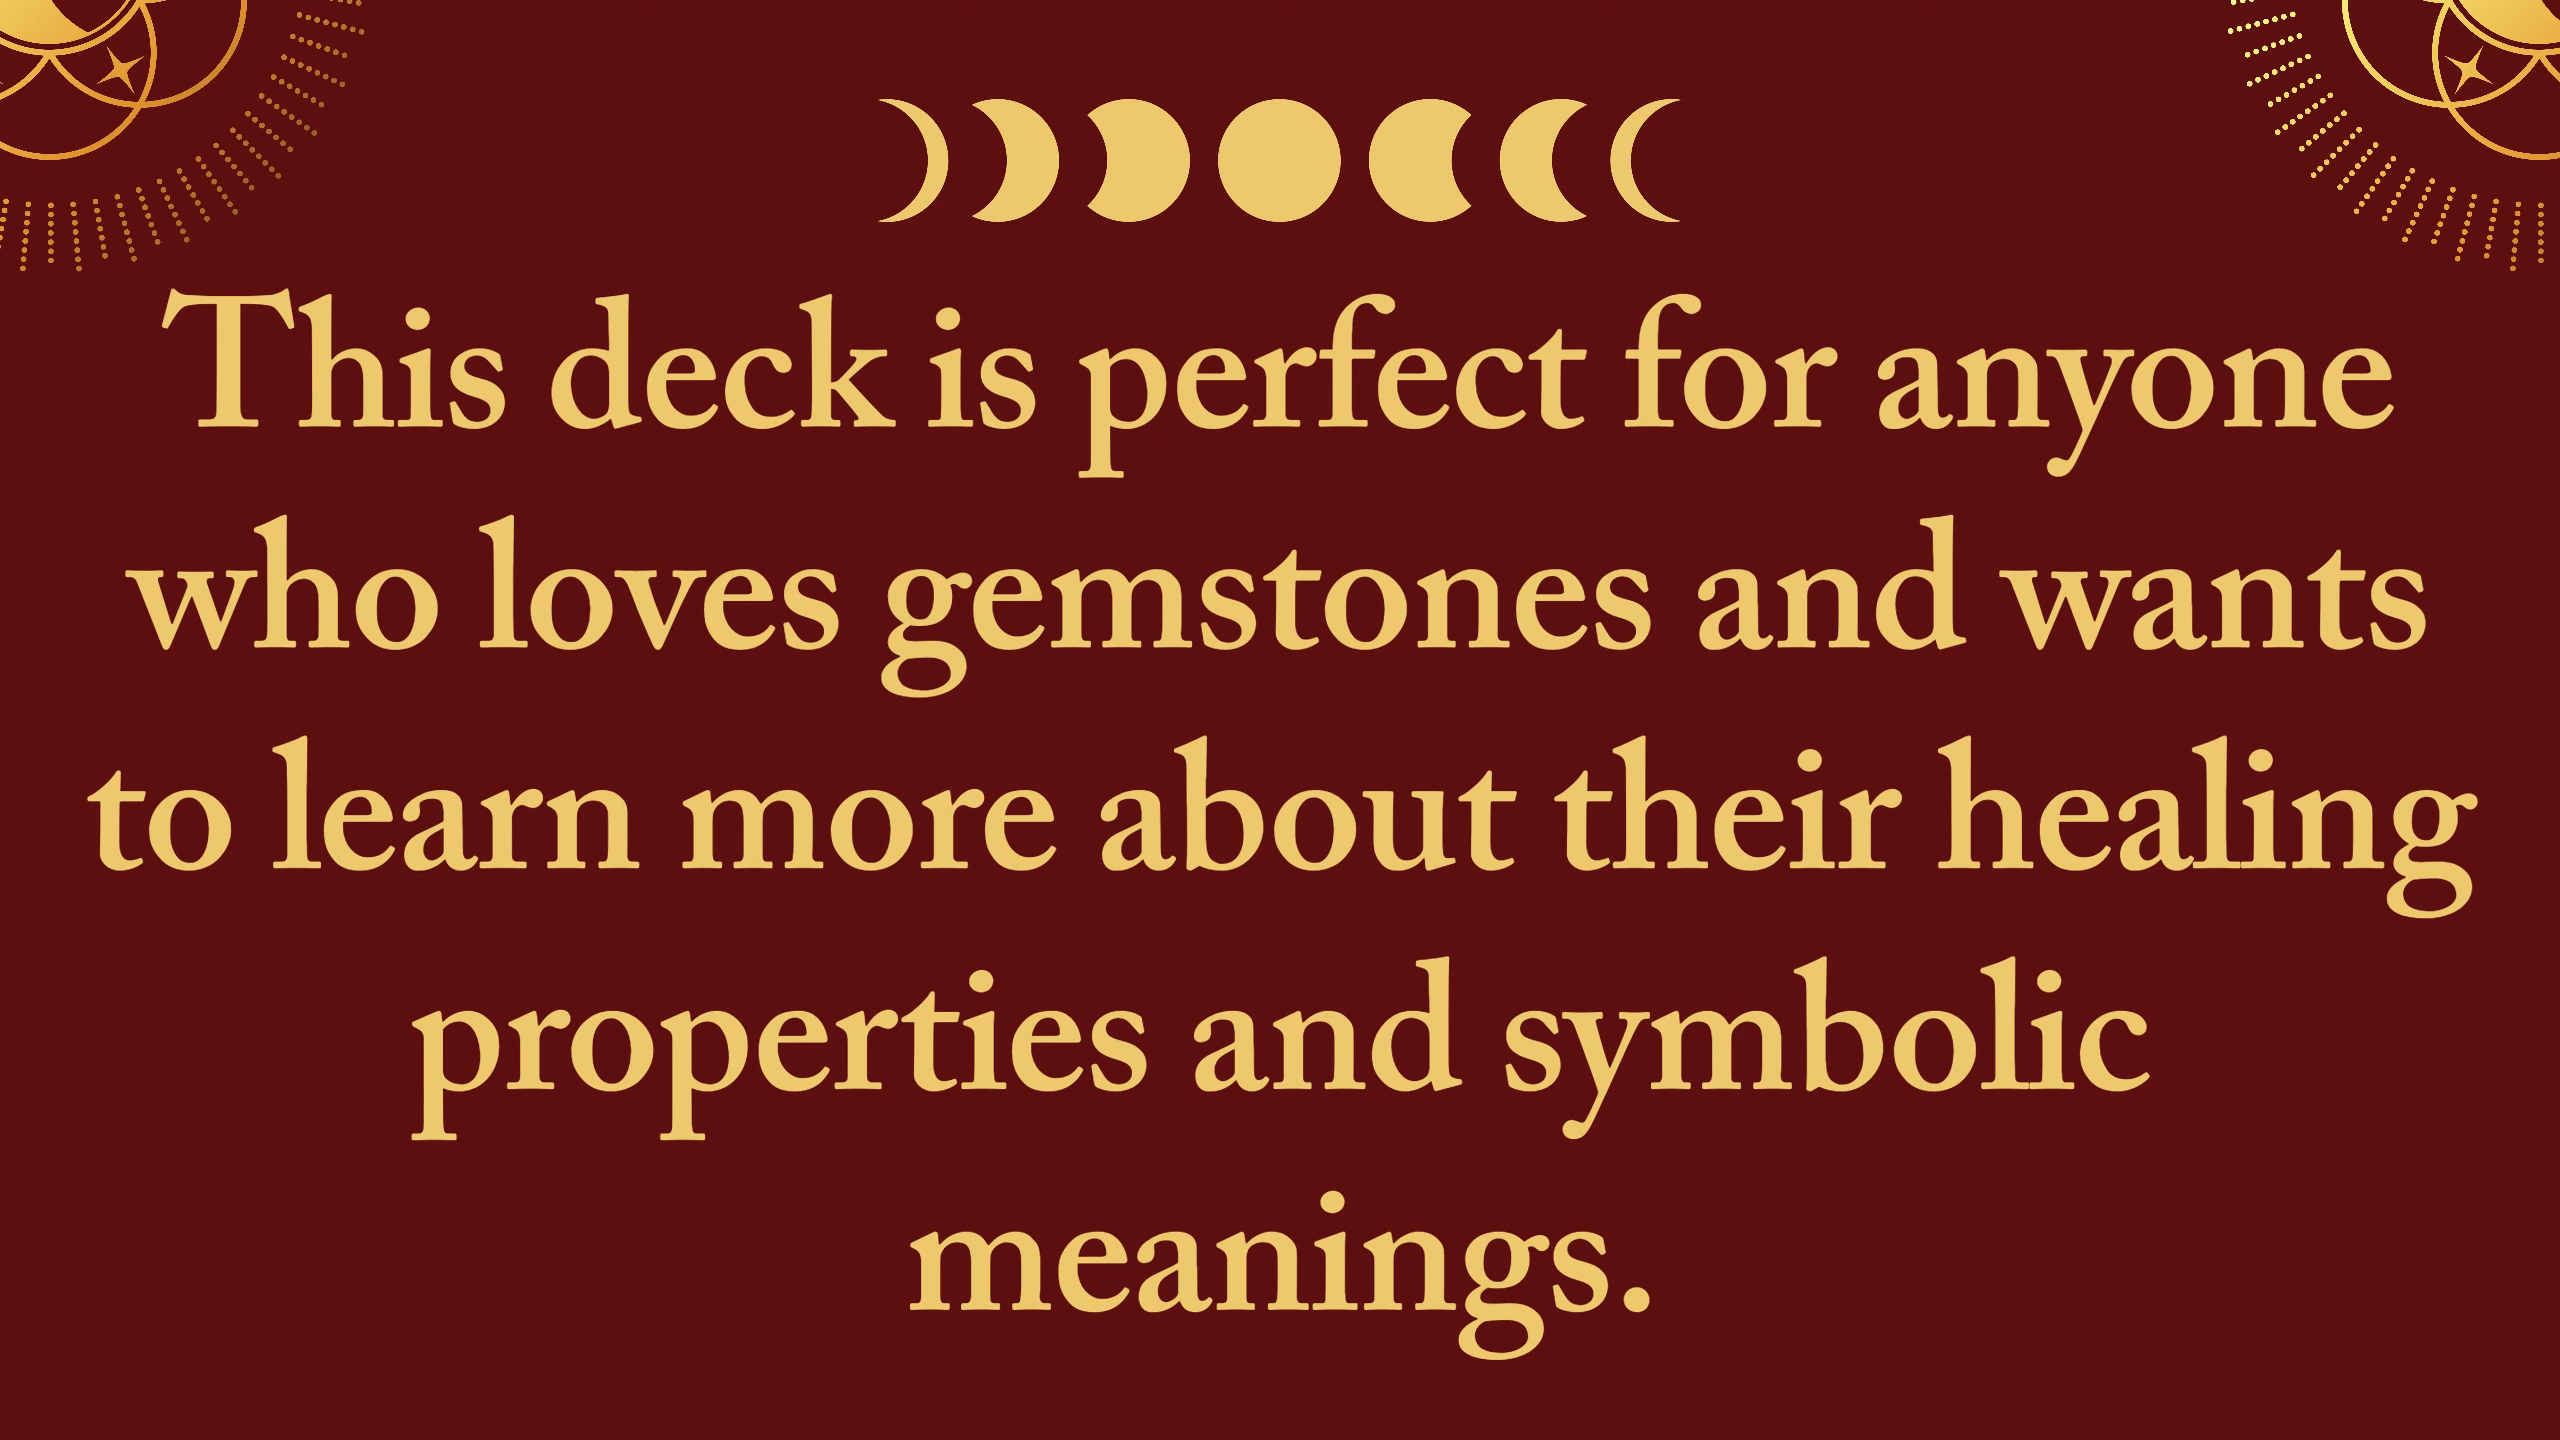 This deck is perfect for anyone
who loves gemstones and wants
to learn more about their healing
properties and symbolic
meanings.